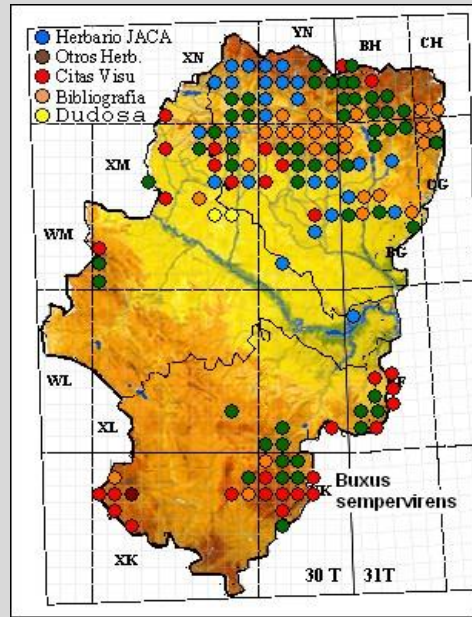 Herbario JACA
Otros Herb.
Citas Visu
Bibliografia
Dudosa
YN
BH
CH
XN
XM
CG
WM
BG
WL
XL
Buxus
sempervirens
XK
30 T
31T